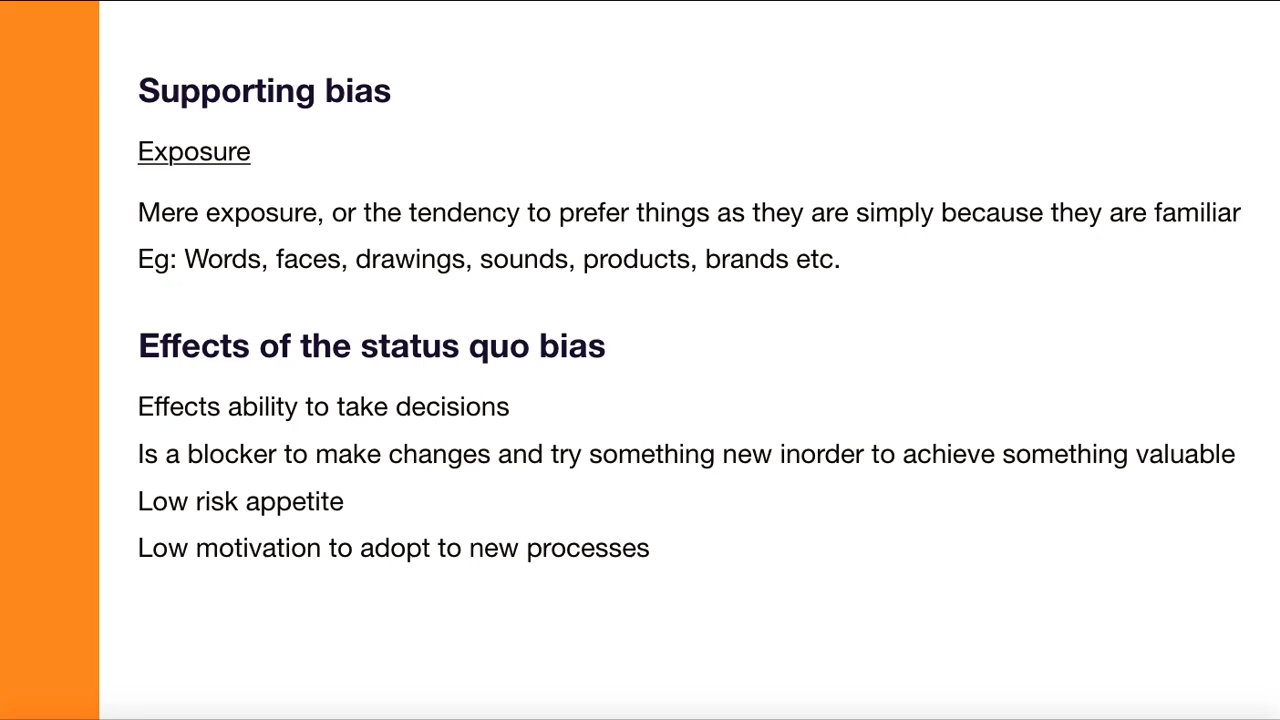 Supporting bias
Exposure
Mere exposure, or the tendency to prefer things as they are simply because they are familiar
Eg: Words, faces, drawings, sounds, products, brands etc.
Effects of the status quo bias
Effects ability to take decisions
Is a blocker to make changes and try something new inorder to achieve something valuable
Low risk appetite
Low motivation to adopt to new processes